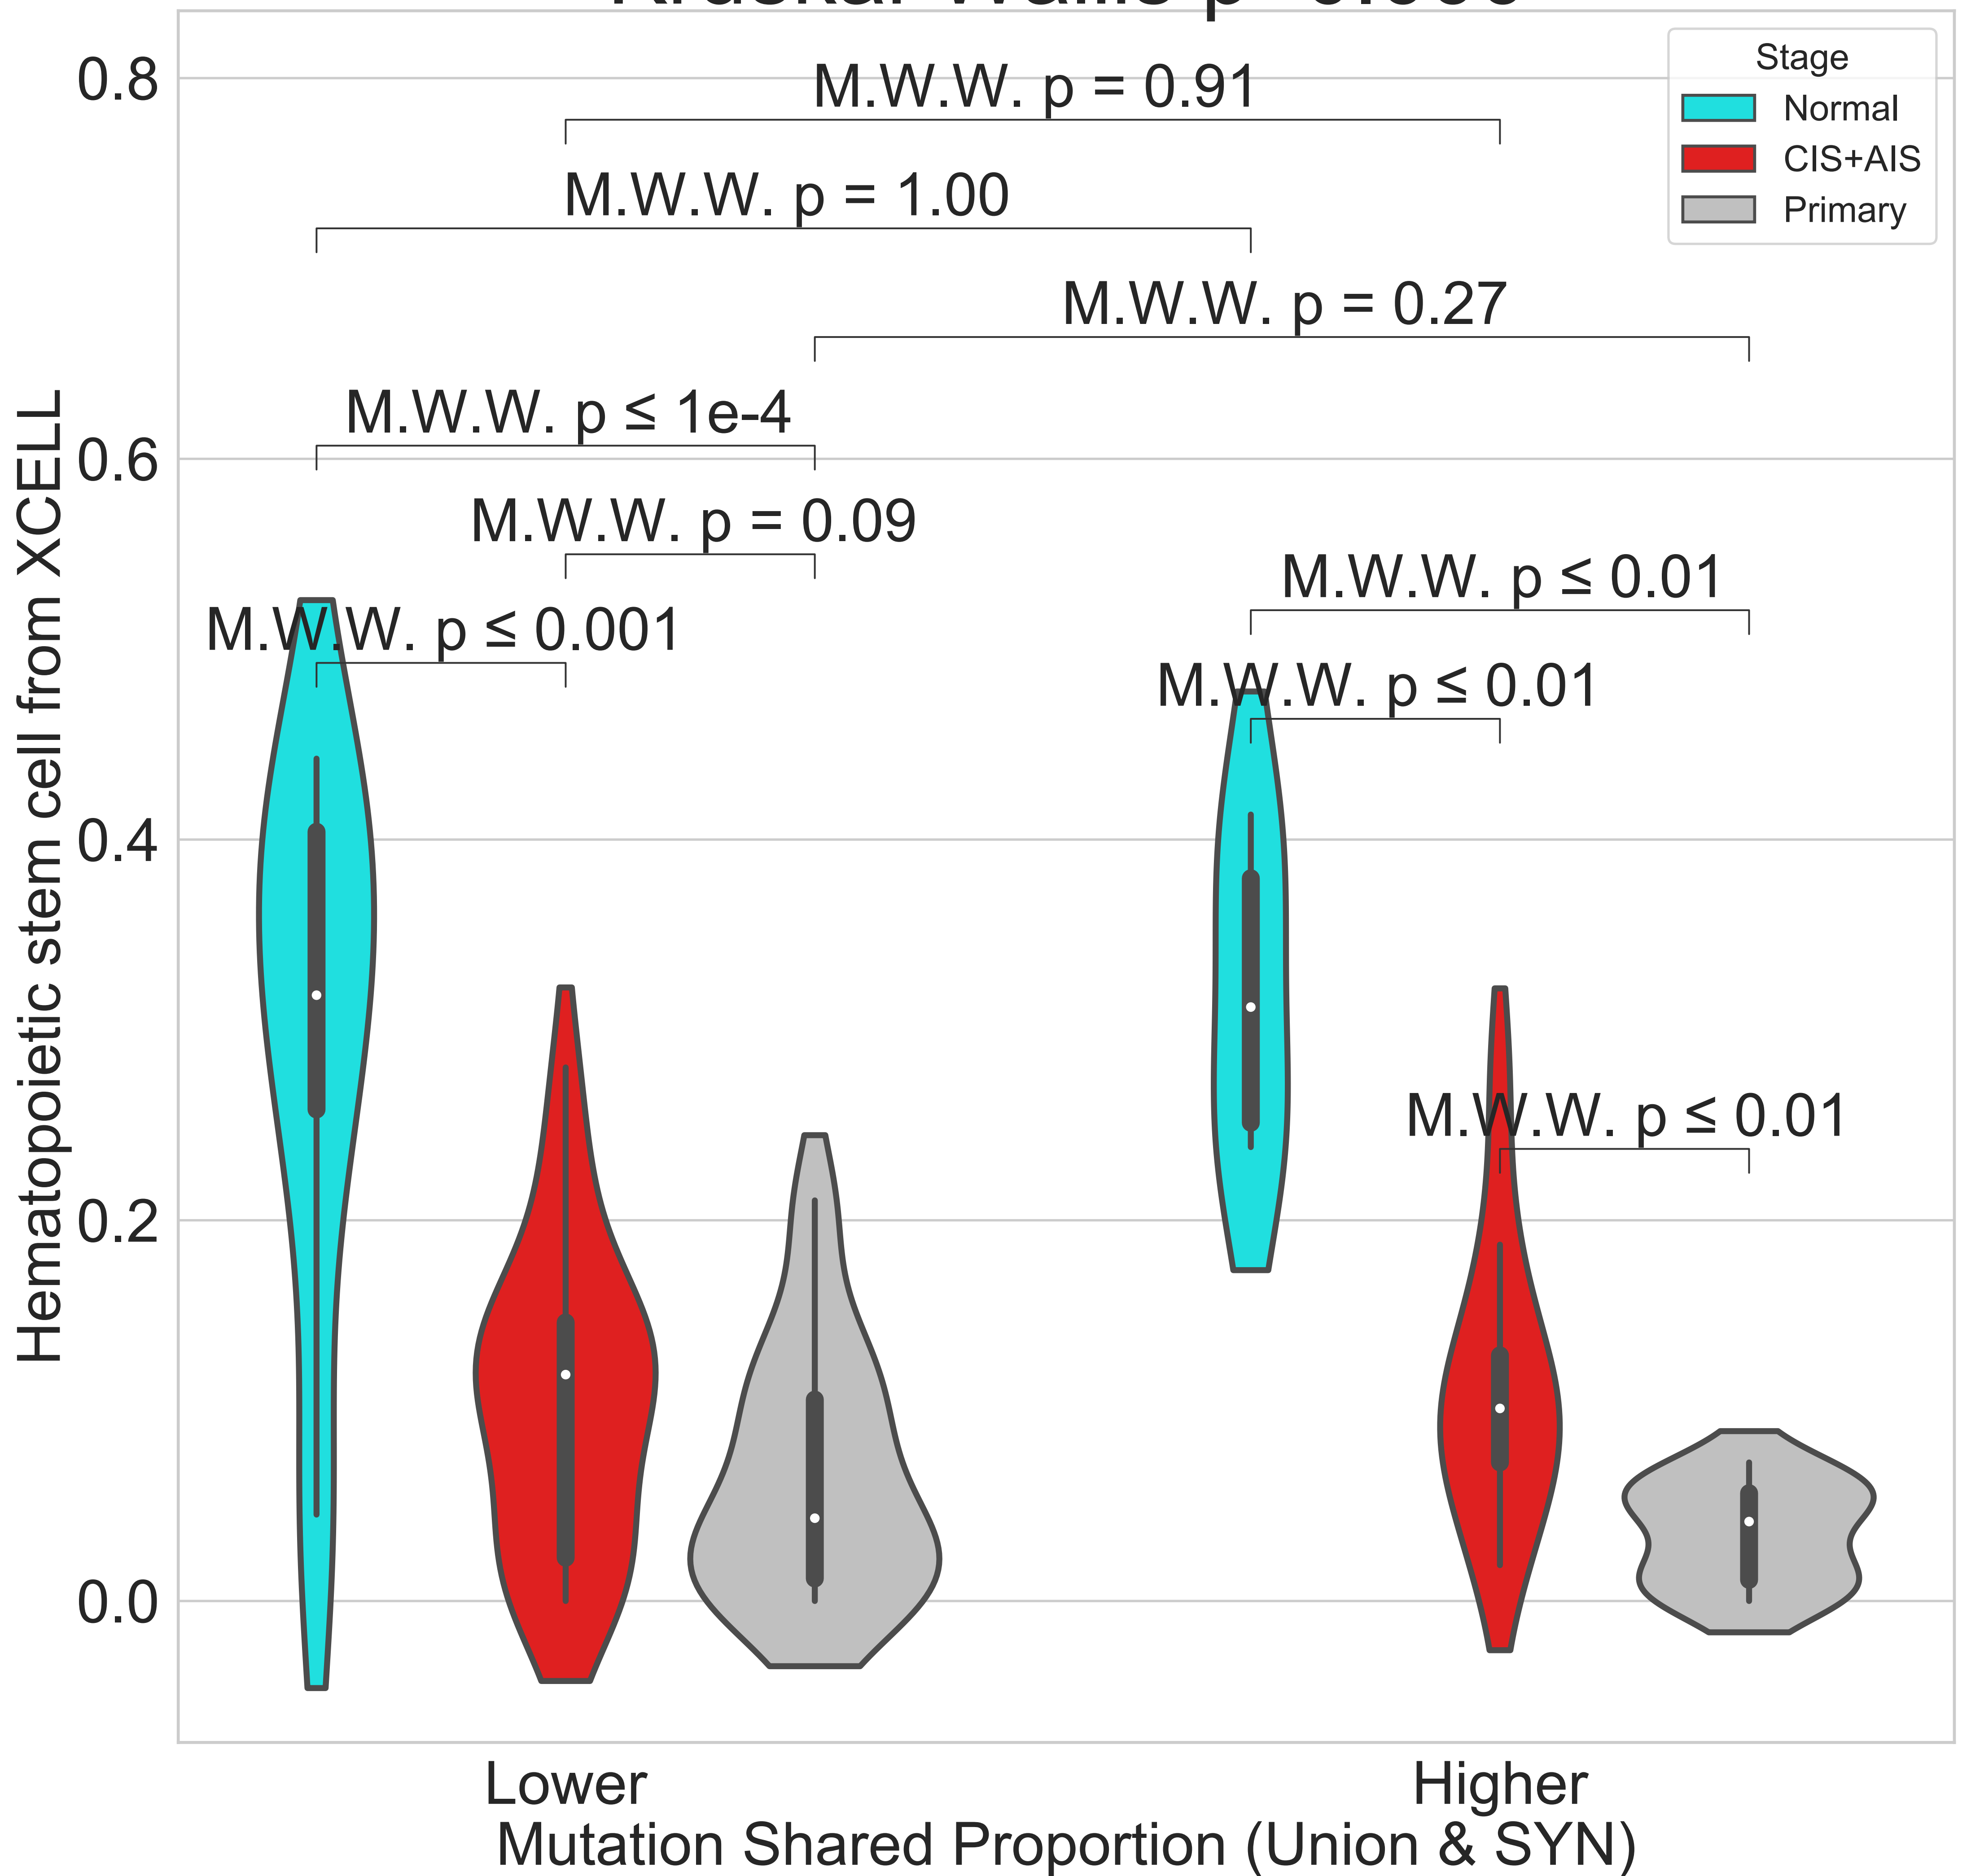 Stage
Normal
CIS+AIS
Primary
M.W.W. p = 0.91
M.W.W. p = 1.00
M.W.W. p = 0.27
M.W.W. p ≤ 1e-4
M.W.W. p = 0.09
M.W.W. p ≤ 0.001
M.W.W. p ≤ 0.01
M.W.W. p ≤ 0.01
M.W.W. p ≤ 0.01
0.8
0.6
0.4
0.2
0.0
Hematopoietic stem cell from XCELL
Lower
Higher
Mutation Shared Proportion (Union & SYN)